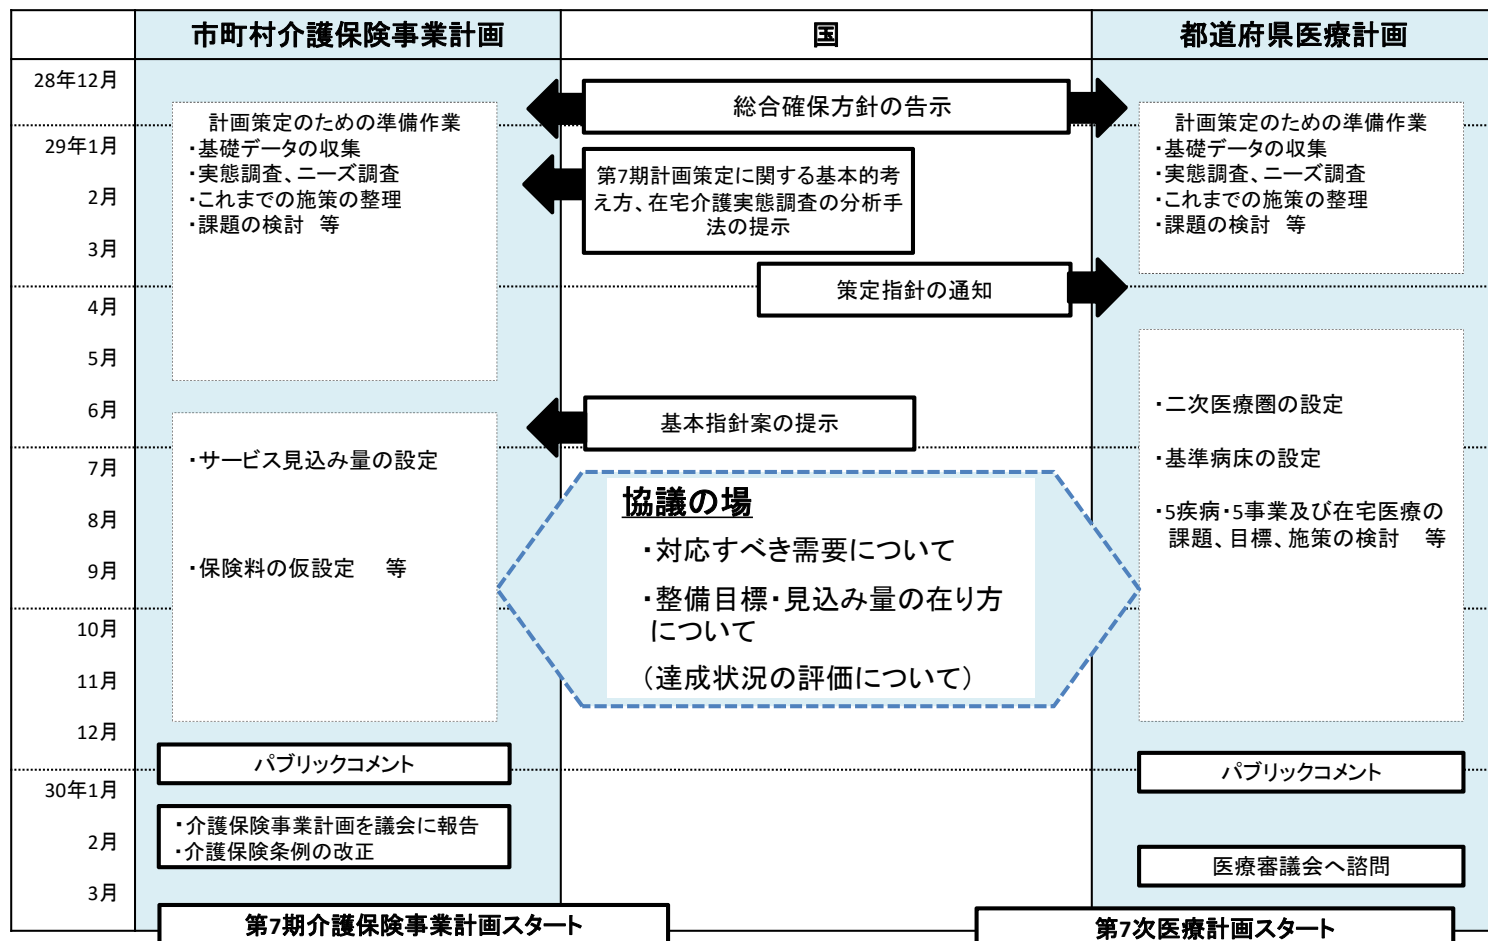 市町村介護保険事業計画
国
都道府県医療計画
28年12月
29年1月
2月
3月
4月
5月
6月
7月
8月
9月
10月
11月
12月
30年1月
2月
3月
計画策定のための準備作業
・基礎データの収集
・実態調査、ニーズ調査
・これまでの施策の整理
・課題の検討　等
・サービス見込み量の設定
・保険料の仮設定　等
パブリックコメント
・介護保険事業計画を議会に報告
・介護保険条例の改正
第7期介護保険事業計画スタート
総合確保方針の告示
第7期計画策定に関する基本的考
え方、在宅介護実態調査の分析手
法の提示
策定指針の通知
基本指針案の提示
協議の場
・対応すべき需要について
・整備目標・見込み量の在り方
について
（達成状況の評価について）
計画策定のための準備作業
・基礎データの収集
・実態調査、ニーズ調査
・これまでの施策の整理
・課題の検討　等
・二次医療圏の設定
・基準病床の設定
・5疾病・5事業及び在宅医療の
課題、目標、施策の検討　等
パブリックコメント
医療審議会へ諮問
第7次医療計画スタート